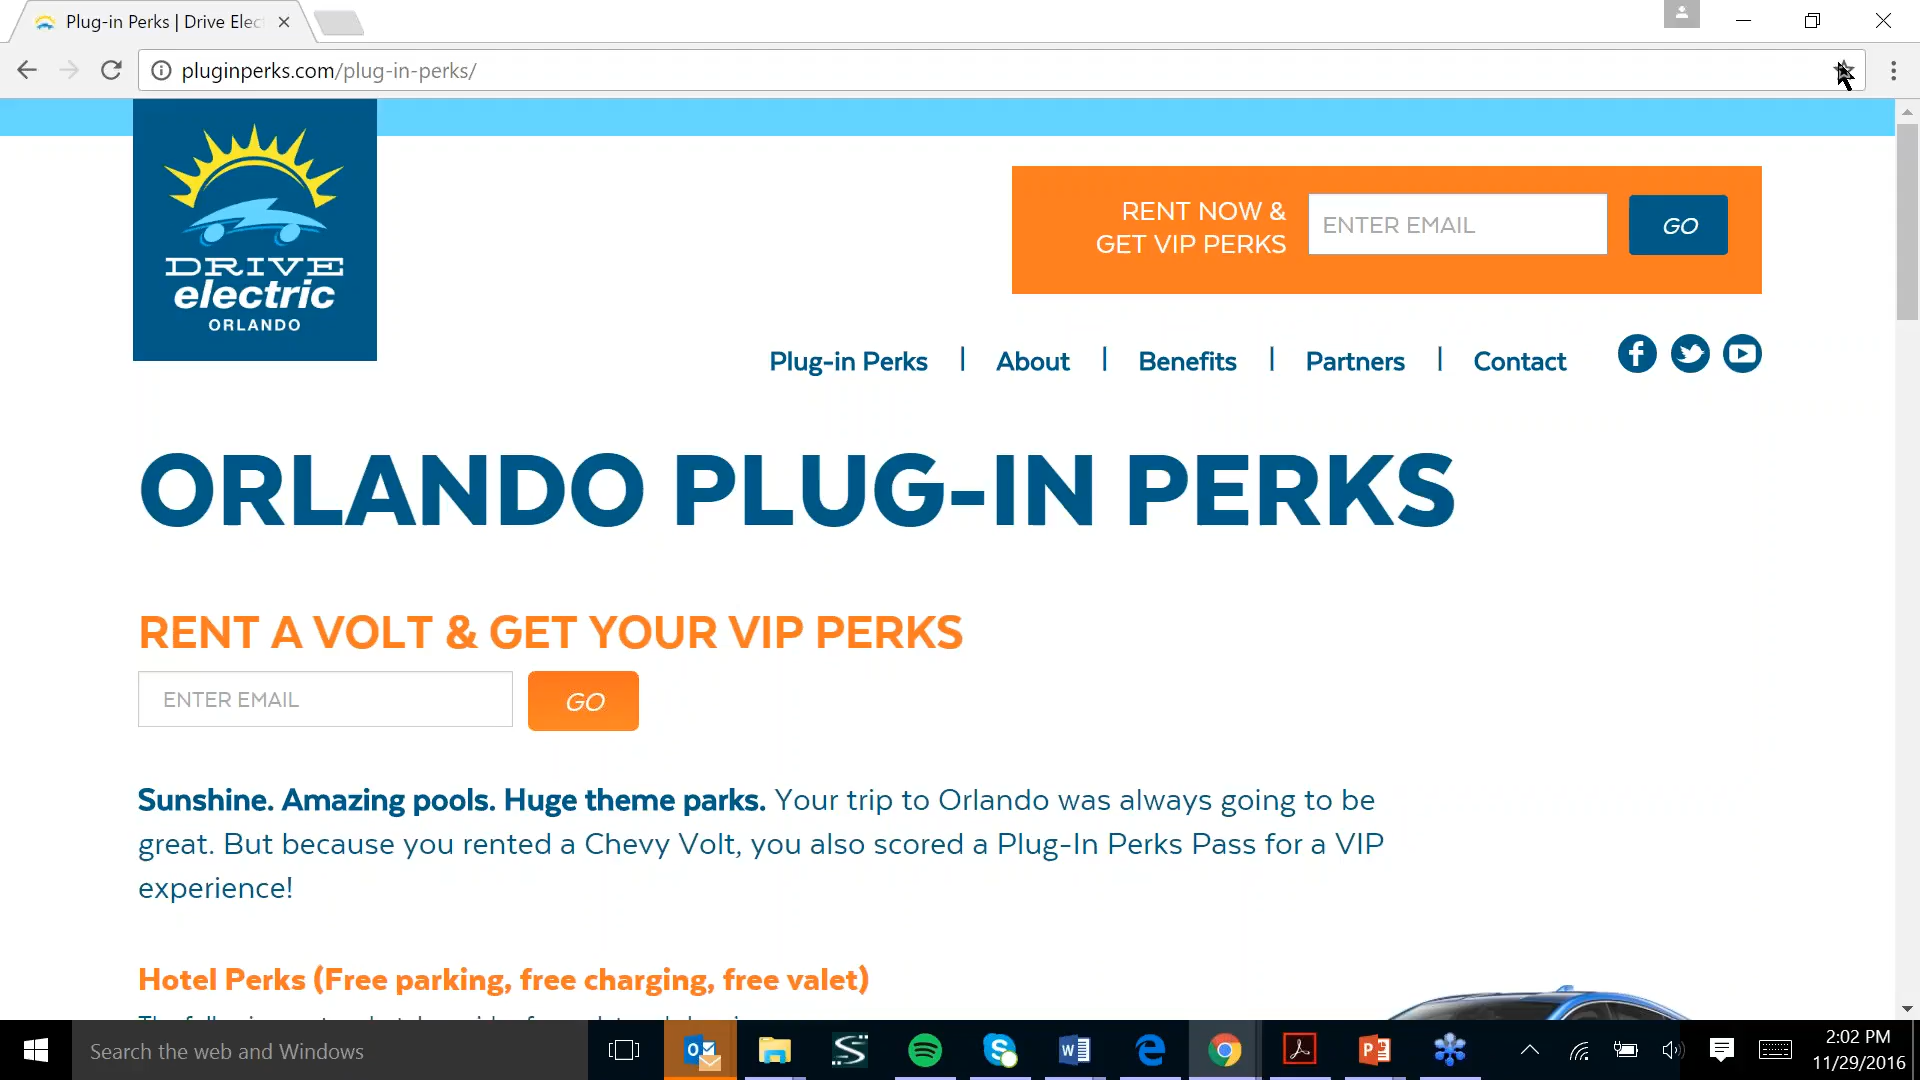 Plug-in Perks | Drive Elec
pluginperks.com/plug-in-perks/
DRIVE
electric
ORLANDO
RENT NOW &
GET VIP PERKS
ENTER EMAIL
GO
Plug-in Perks | About | Benefits | Partners | Contact
ORLANDO PLUG-IN PERKS
RENT A VOLT & GET YOUR VIP PERKS
ENTER EMAIL
GO
Sunshine. Amazing pools. Huge theme parks. Your trip to Orlando was always going to be
great. But because you rented a Chevy Volt, you also scored a Plug-In Perks Pass for a VIP
experience!
Hotel Perks (Free parking, free charging, free valet)
Search the web and Windows
2:02 PM
11/29/2016